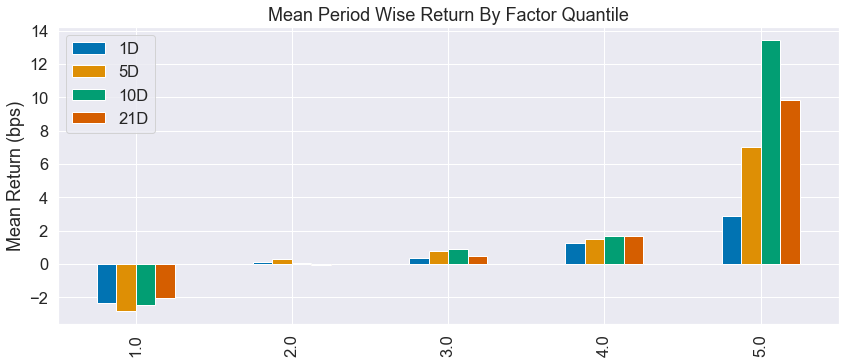 Mean Period Wise Return By Factor Quantile
Mean Return (bps)
14
12
10
8
6
4
2
0
−2
1D
5D
10D
21D
1.0
2.0
3.0
4.0
5.0